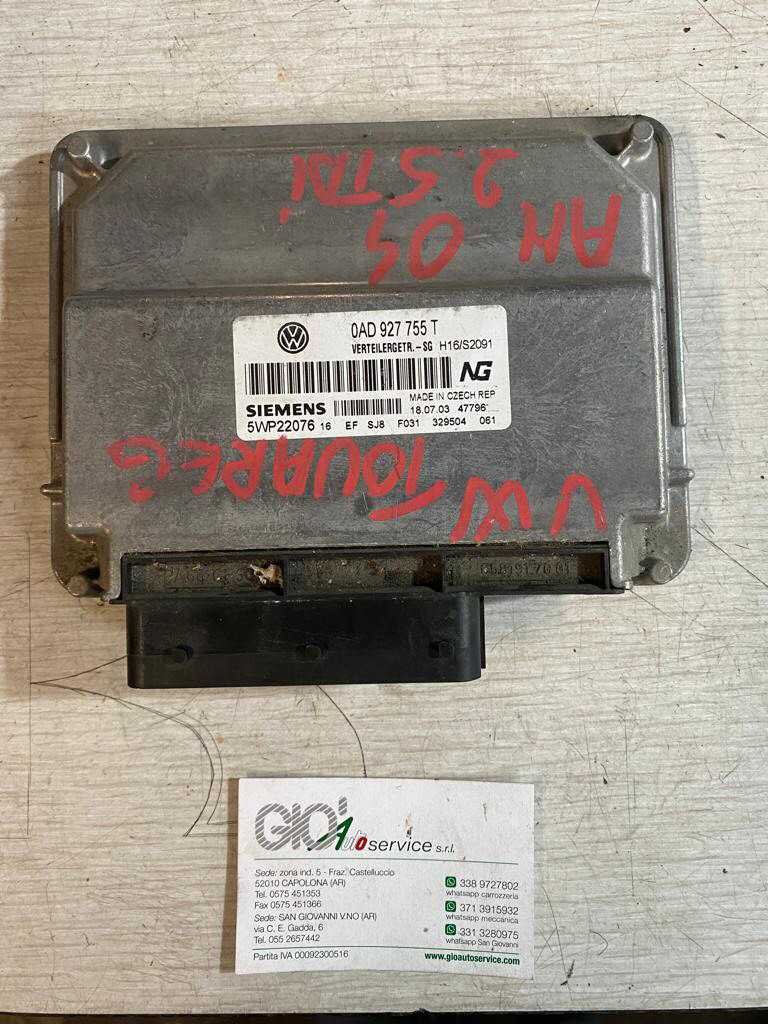 AN 04
2.5 TDi
VW TOUAREG
0AD 927 755 T
VERTEILERGETR.-SG H16/S2091
NG
MADE IN CZECH REP
SIEMENS 18.07.03 47796
5WP22076 16 EF SJ8 F031 329504 061
GIO' Autoservice s.r.l.
Sede: zona ind. 5 - Fraz. Castelluccio
52010 CAPOLONA (AR)
Tel. 0575 451353
Fax 0575 451366
Sede: SAN GIOVANNI V.NO (AR)
via C. E. Gadda, 6
Tel. 055 2657442
Partita IVA 00092300516
338 9727802
whatsapp carrozzeria
371 3915932
whatsapp meccanica
331 3280975
whatsapp San Giovanni
www.gioautoservice.com